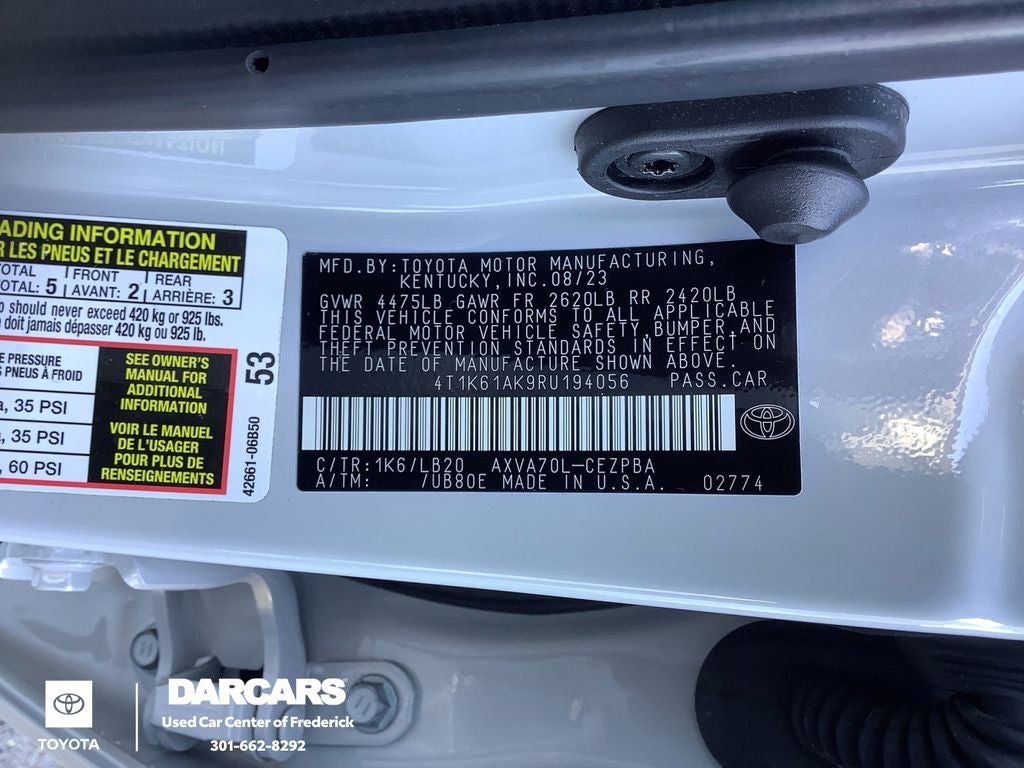 ADING INFORMATION
R LES PNEUS ET LE CHARGEMENT
OTAL
OTAL: 5
FRONT
AVANT: 2
REAR
ARRIÈRE: 3
should never exceed 420 kg or 925 lbs.
doit jamais dépasser 420 kg ou 925 lb.
E PRESSURE
PNEUS À FROID
, 35 PSI
, 35 PSI
, 60 PSI
SEE OWNER'S
MANUAL FOR
ADDITIONAL
INFORMATION
VOIR LE MANUEL
DE L'USAGER
POUR PLUS DE
RENSEIGNEMENTS
53
42661-06B50
MFD.BY:TOYOTA MOTOR MANUFACTURING,
KENTUCKY,INC.08/23
GVWR 4475LB GAWR FR 2620LB RR 2420LB
THIS VEHICLE CONFORMS TO ALL APPLICABLE
FEDERAL MOTOR VEHICLE SAFETY,BUMPER,AND
THEFT PREVENTION STANDARDS IN EFFECT ON
THE DATE OF MANUFACTURE SHOWN ABOVE.
4T1K61AK9RU194056 PASS.CAR
C/TR:1K6/LB20 AXVA70L-CEZPBA
A/TM: /UB80E MADE IN U.S.A. 02774
TOYOTA
DARCARS
Used Car Center of Frederick
301-662-8292